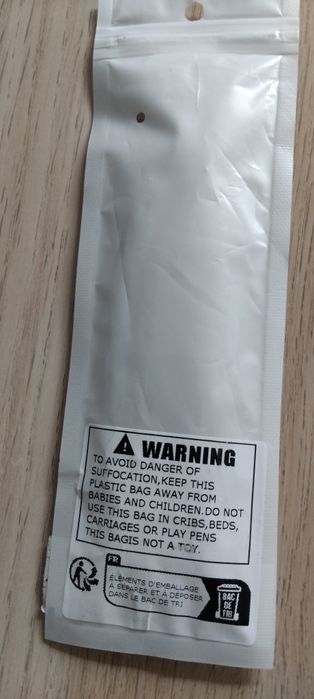 WARNING
TO AVOID DANGER OF
SUFFOCATION,KEEP THIS
PLASTIC BAG AWAY FROM
BABIES AND CHILDREN.DO NOT
USE THIS BAG IN CRIBS,BEDS,
CARRIAGES OR PLAY PENS
THIS BAGIS NOT A TOY.
FR
ÉLÉMENTS D'EMBALLAGE
À SÉPARER ET À DÉPOSER
DANS LE BAC DE TRI
BAC
DE
TRI